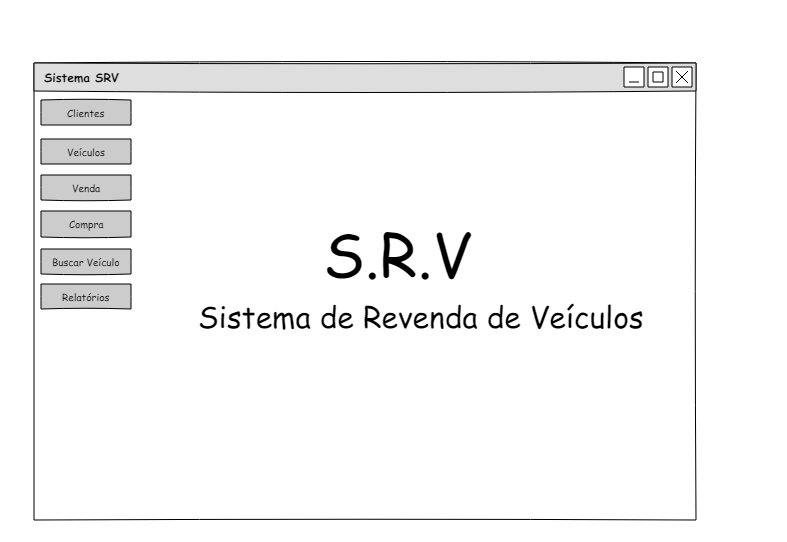 Sistema SRV
Clientes
Veículos
Venda
Compra
Buscar Veículo
Relatórios
S.R.V
Sistema de Revenda de Veículos